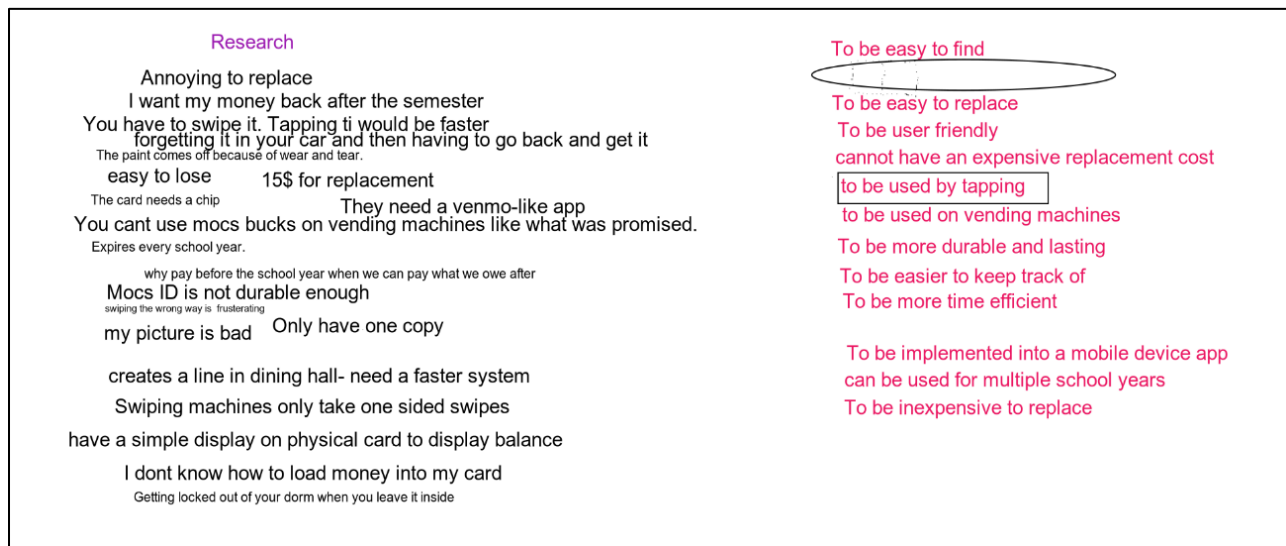 Research
Annoying to replace
I want my money back after the semester
You have to swipe it. Tapping ti would be faster
forgetting it in your car and then having to go back and get it
The paint comes off because of wear and tear.
easy to lose
15$ for replacement
The card needs a chip
They need a venmo-like app
You cant use mocs bucks on vending machines like what was promised.
Expires every school year.
why pay before the school year when we can pay what we owe after
Mocs ID is not durable enough
swiping the wrong way is frusterating
my picture is bad
Only have one copy
creates a line in dining hall- need a faster system
Swiping machines only take one sided swipes
have a simple display on physical card to display balance
I dont know how to load money into my card
Getting locked out of your dorm when you leave it inside
To be easy to find
To be easy to replace
To be user friendly
cannot have an expensive replacement cost
to be used by tapping
to be used on vending machines
To be more durable and lasting
To be easier to keep track of
To be more time efficient
To be implemented into a mobile device app
can be used for multiple school years
To be inexpensive to replace